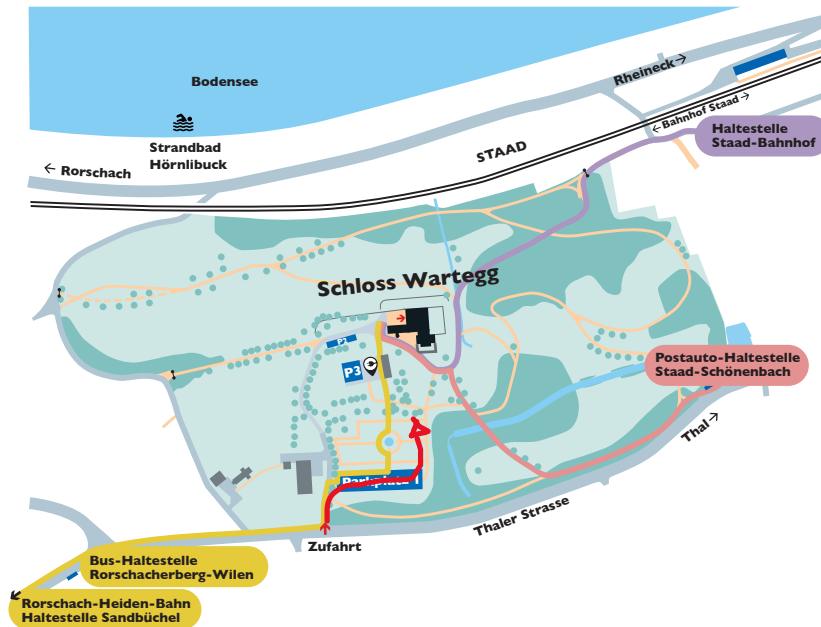 Bodensee
Rheineck→
←Bahnhof Staad→
Haltestelle
Staad-Bahnhof
Strandbad
Hörnlibuck
STAAD
← Rorschach
Schloss Wartegg
P2
P3
Postauto-Haltestelle
Staad-Schönenbach
Thal→
Parkplatz 1
Thaler Strasse
Zufahrt
Bus-Haltestelle
Rorschacherberg-Wilen
Rorschach-Heiden-Bahn
Haltestelle Sandbüchel